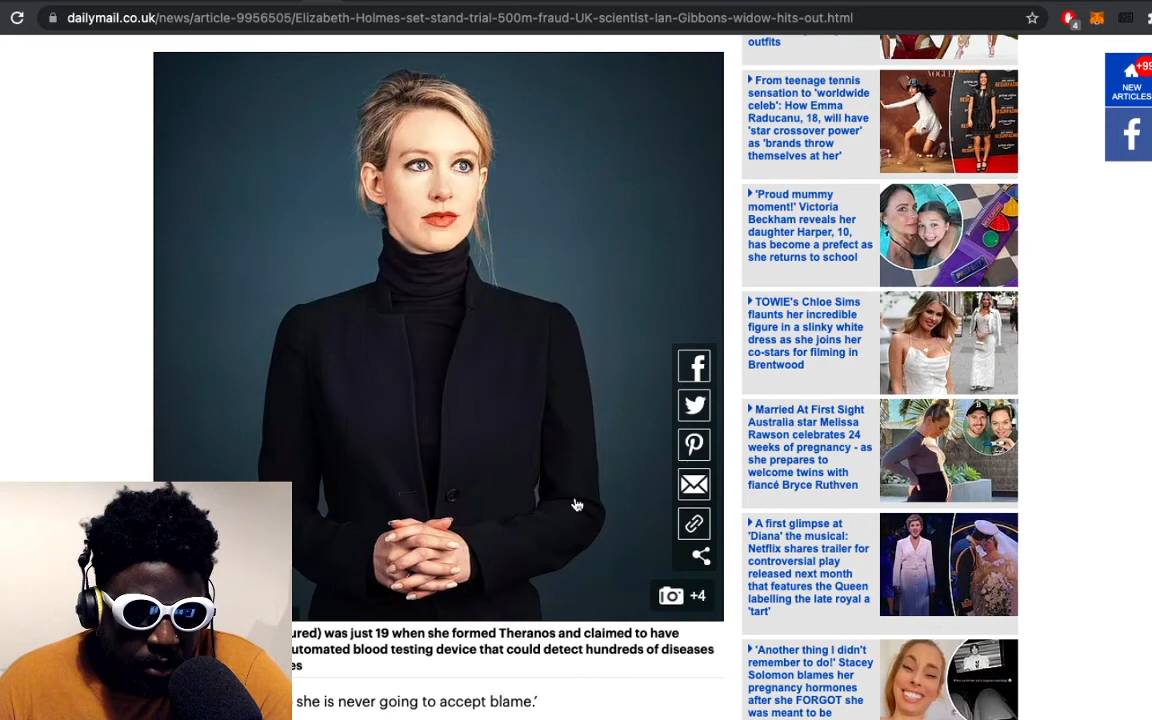 dailymail.co.uk/news/article-9956505/Elizabeth-Holmes-set-stand-trial-500m-fraud-UK-scientist-Ian-Gibbons-widow-hits-out.html
4
outfits
From teenage tennis
sensation to 'worldwide
celeb': How Emma
Raducanu, 18, will have
'star crossover power'
as 'brands throw
themselves at her'
'Proud mummy
moment!' Victoria
Beckham reveals her
daughter Harper, 10,
has become a prefect as
she returns to school
TOWIE's Chloe Sims
flaunts her incredible
figure in a slinky white
dress as she joins her
co-stars for filming in
Brentwood
Married At First Sight
Australia star Melissa
Rawson celebrates 24
weeks of pregnancy - as
she prepares to
welcome twins with
fiancé Bryce Ruthven
A first glimpse at
'Diana' the musical:
Netflix shares trailer for
controversial play
released next month
that features the Queen
labelling the late royal a
'tart'
'Another thing I didn't
remember to do!' Stacey
Solomon blames her
pregnancy hormones
after she FORGOT she
was meant to be
VOGUE
+99
NEW
ARTICLES
+4
ured) was just 19 when she formed Theranos and claimed to have
utomated blood testing device that could detect hundreds of diseases
es
she is never going to accept blame.'